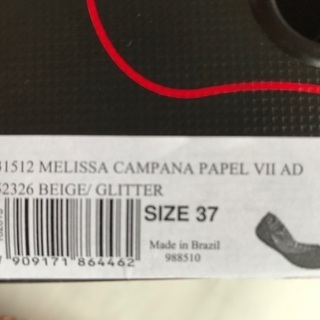 31512 MELISSA CAMPANA PAPEL VII AD
52326 BEIGE/ GLITTER
SIZE 37
Made in Brazil
988510
7 909171 864462